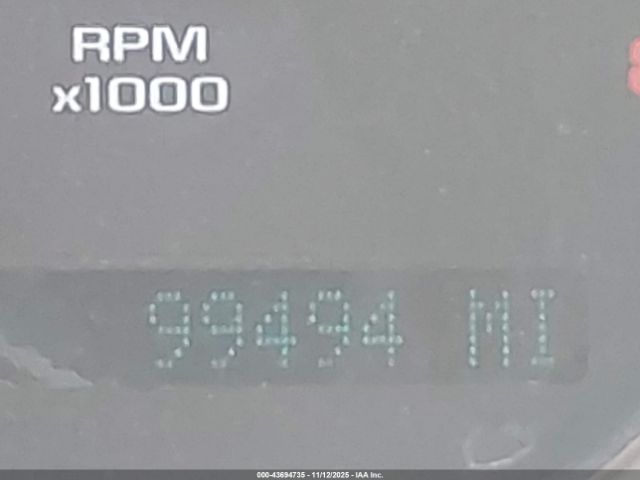 RPM
x1000
99494 MI
000-43694735 - 11/12/2025 - IAA Inc.